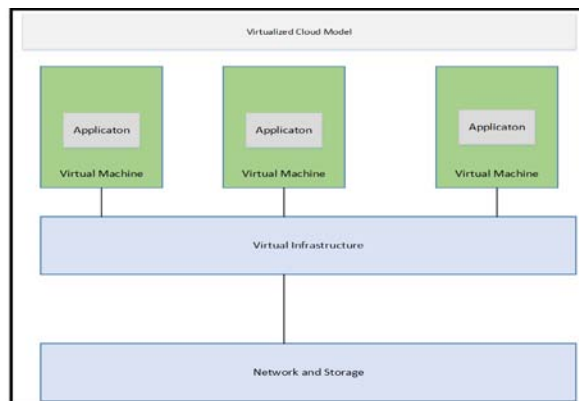 Virtualized Cloud Model
Applicaton
Applicaton
Applicaton
Virtual Machine
Virtual Machine
Virtual Machine
Virtual Infrastructure
Network and Storage